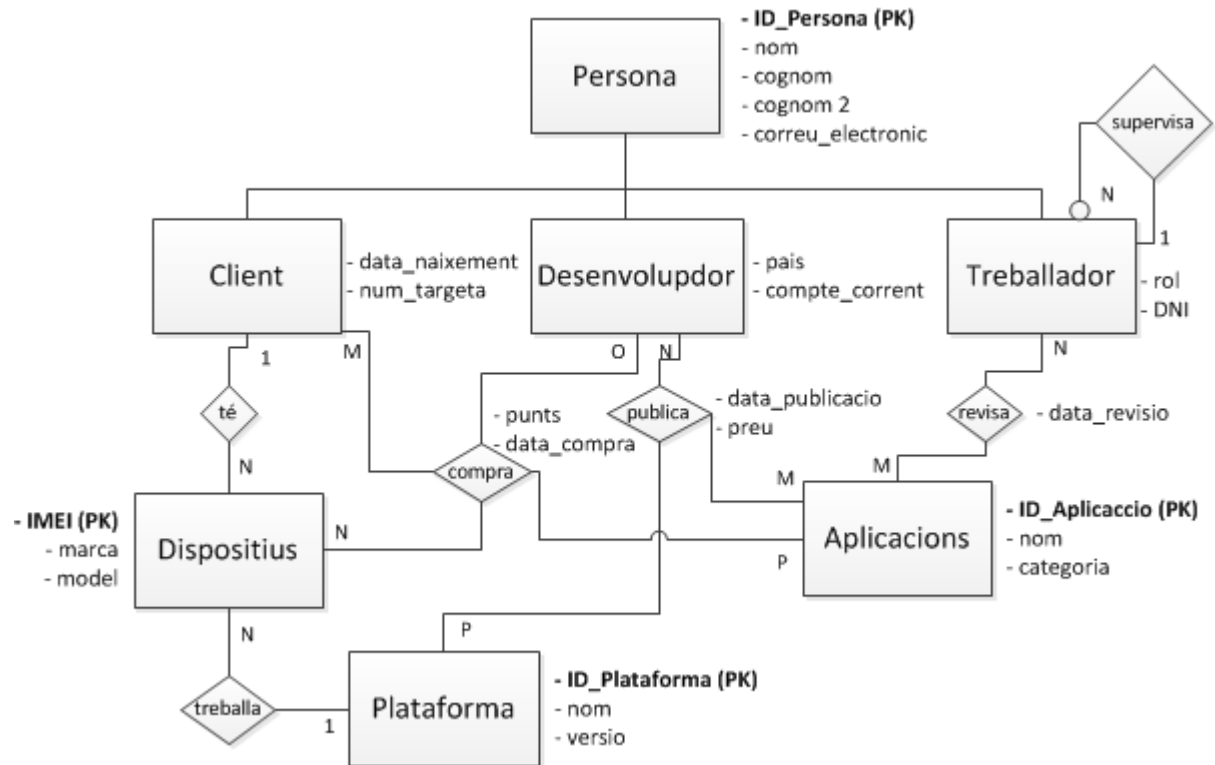 Persona
- ID_Persona (PK)
- nom
- cognom
- cognom 2
- correu_electronic
supervisa
N
1
Client
- data_naixement
- num_targeta
Desenvolupdor
- pais
- compte_corrent
Treballador
- rol
- DNI
1
M
O
N
N
té
- punts
- data_compra
publica
- data_publicacio
- preu
revisa
- data_revisio
N
compra
M
M
- IMEI (PK)
- marca
- model
Dispositius
N
P
Aplicacions
- ID_Aplicaccio (PK)
- nom
- categoria
N
P
treballa
1
Plataforma
- ID_Plataforma (PK)
- nom
- versio